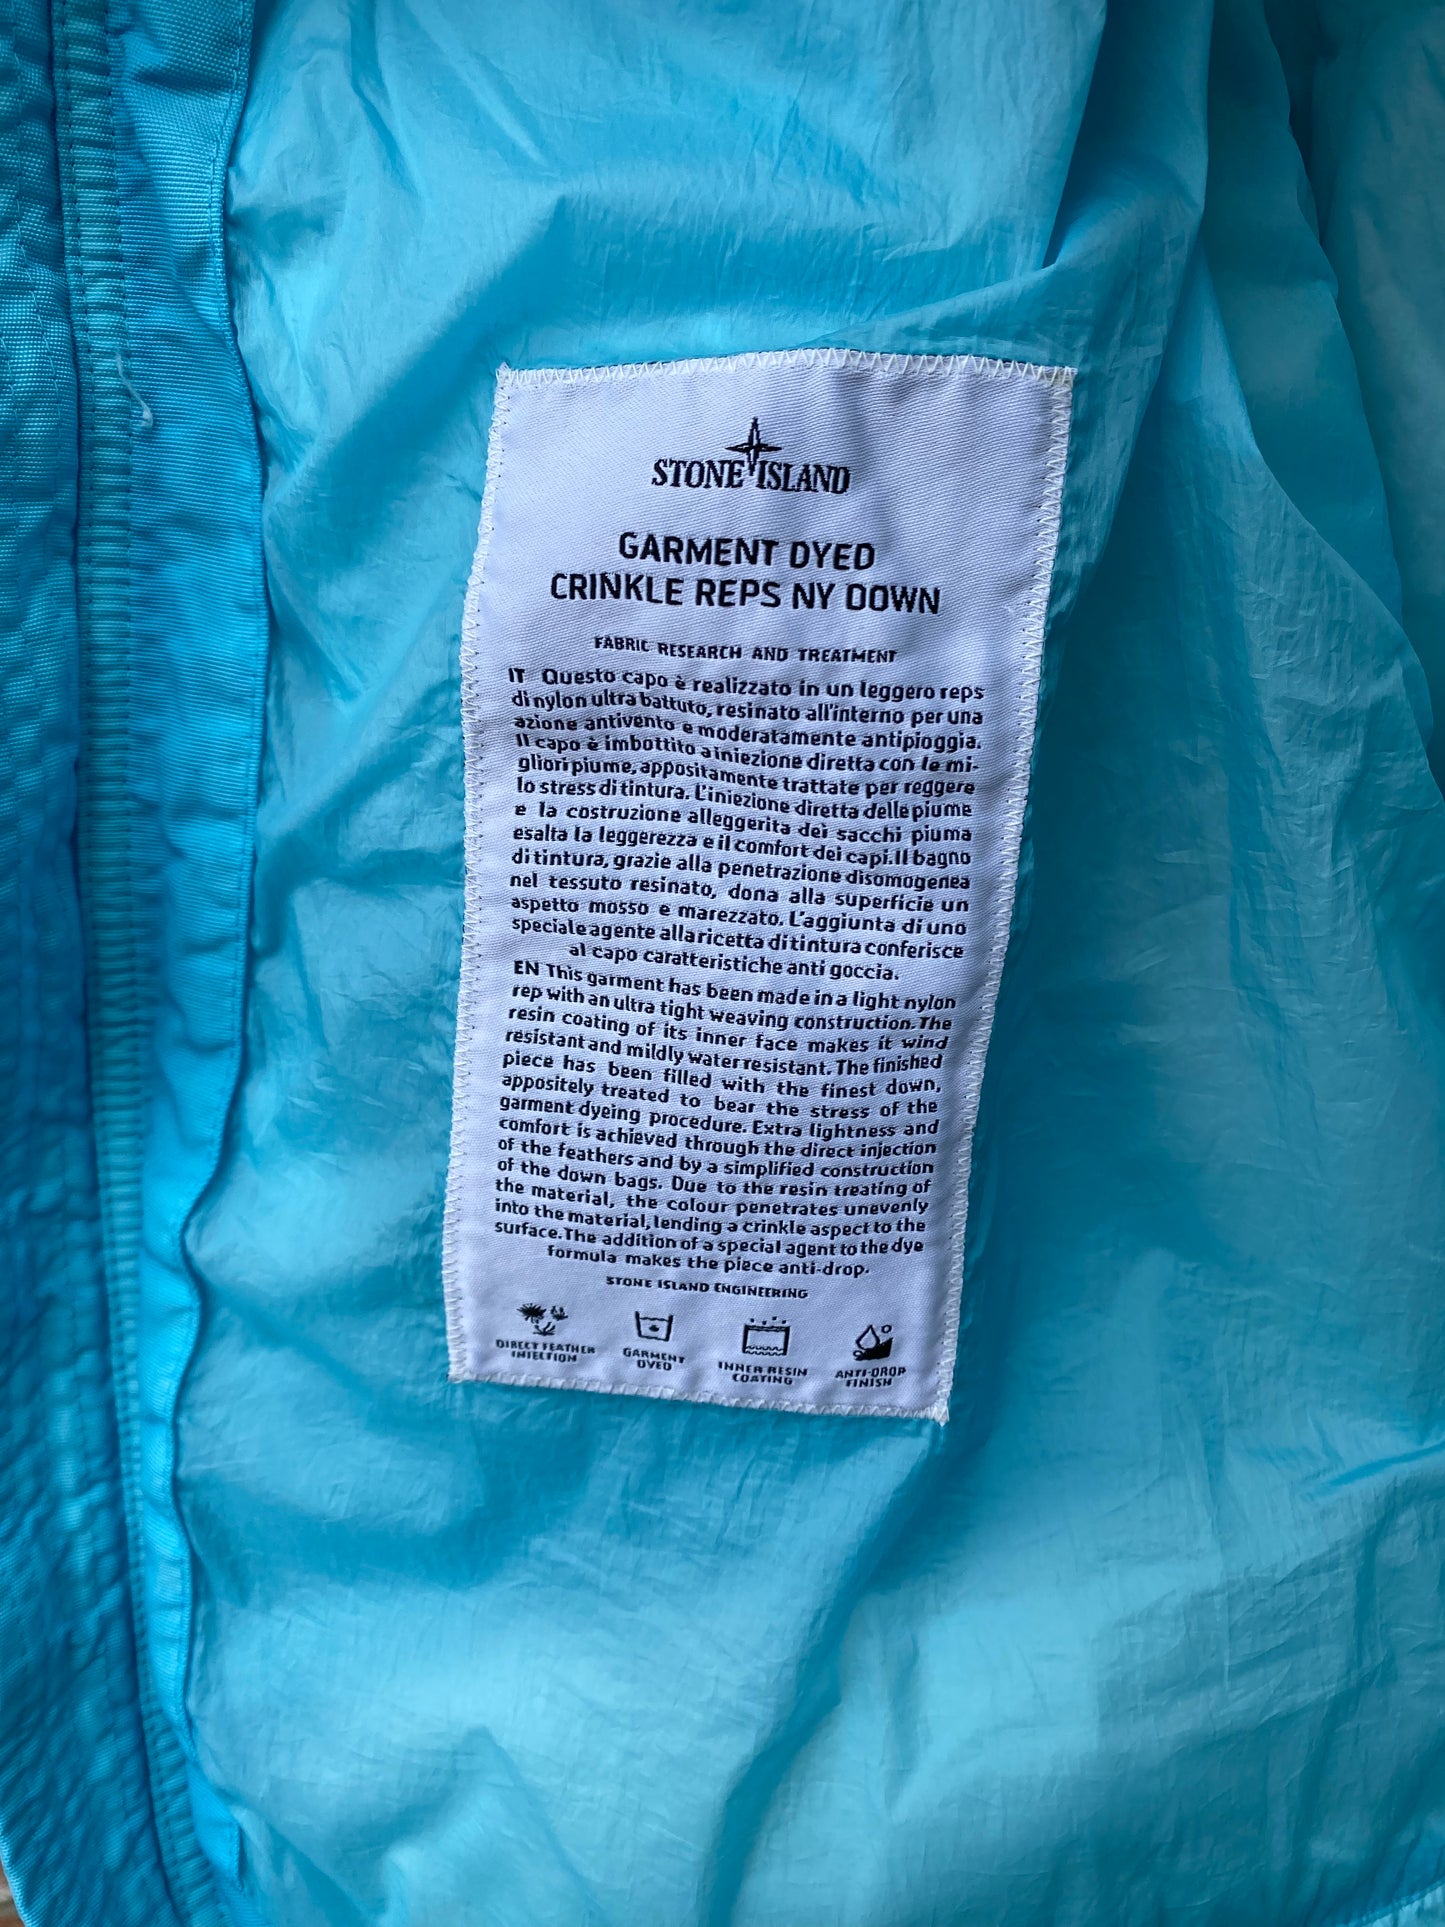 STONE ISLAND
GARMENT DYED
CRINKLE REPS NY DOWN
FABRIC RESEARCH AND TREATMENT
IT Questo capo è realizzato in un leggero reps
di nylon ultra battuto, resinato all'interno per una
azione antivento e moderatamente antipioggia.
Il capo è imbottito a iniezione diretta con le mi-
gliori piume, appositamente trattate per reggere
lo stress di tintura. L'iniezione diretta delle piume
e la costruzione alleggerita dei sacchi piuma
esalta la leggerezza e il comfort dei capi. Il bagno
di tintura, grazie alla penetrazione disomogenea
nel tessuto resinato, dona alla superficie un
aspetto mosso e marezzato. L'aggiunta di uno
speciale agente alla ricetta di tintura conferisce
al capo caratteristiche anti goccia.
EN This garment has been made in a light nylon
rep with an ultra tight weaving construction. The
resin coating of its inner face makes it wind
resistant and mildly water resistant. The finished
piece has been filled with the finest down,
appositely treated to bear the stress of the
garment dyeing procedure. Extra lightness and
comfort is achieved through the direct injection
of the feathers and by a simplified construction
of the down bags. Due to the resin treating of
the material, the colour penetrates unevenly
into the material, lending a crinkle aspect to the
surface. The addition of a special agent to the dye
formula makes the piece anti-drop.
STONE ISLAND ENGINEERING
DIRECT FEATHER
INJECTION
GARMENT
DYED
INNER RESIN
COATING
ANTI-DROP
FINISH